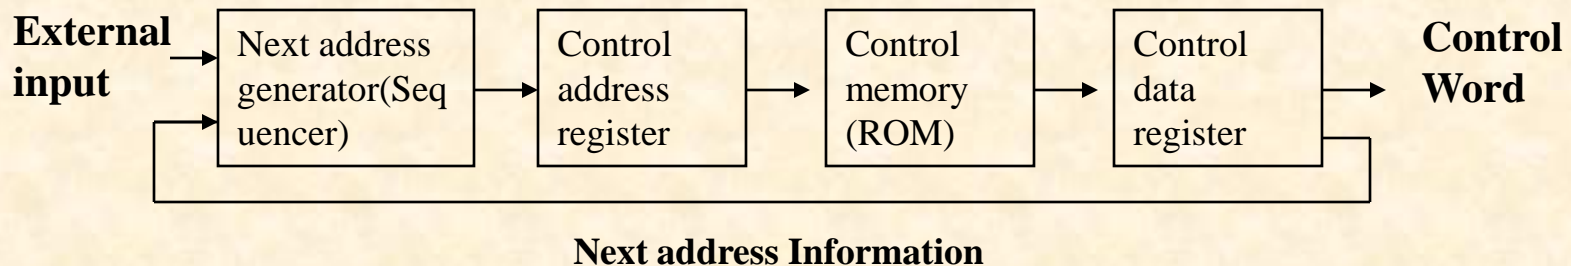 External
input
Next address
generator(Seq
uencer)
Control
address
register
Control
memory
(ROM)
Control
data
register
Control
Word
Next address Information